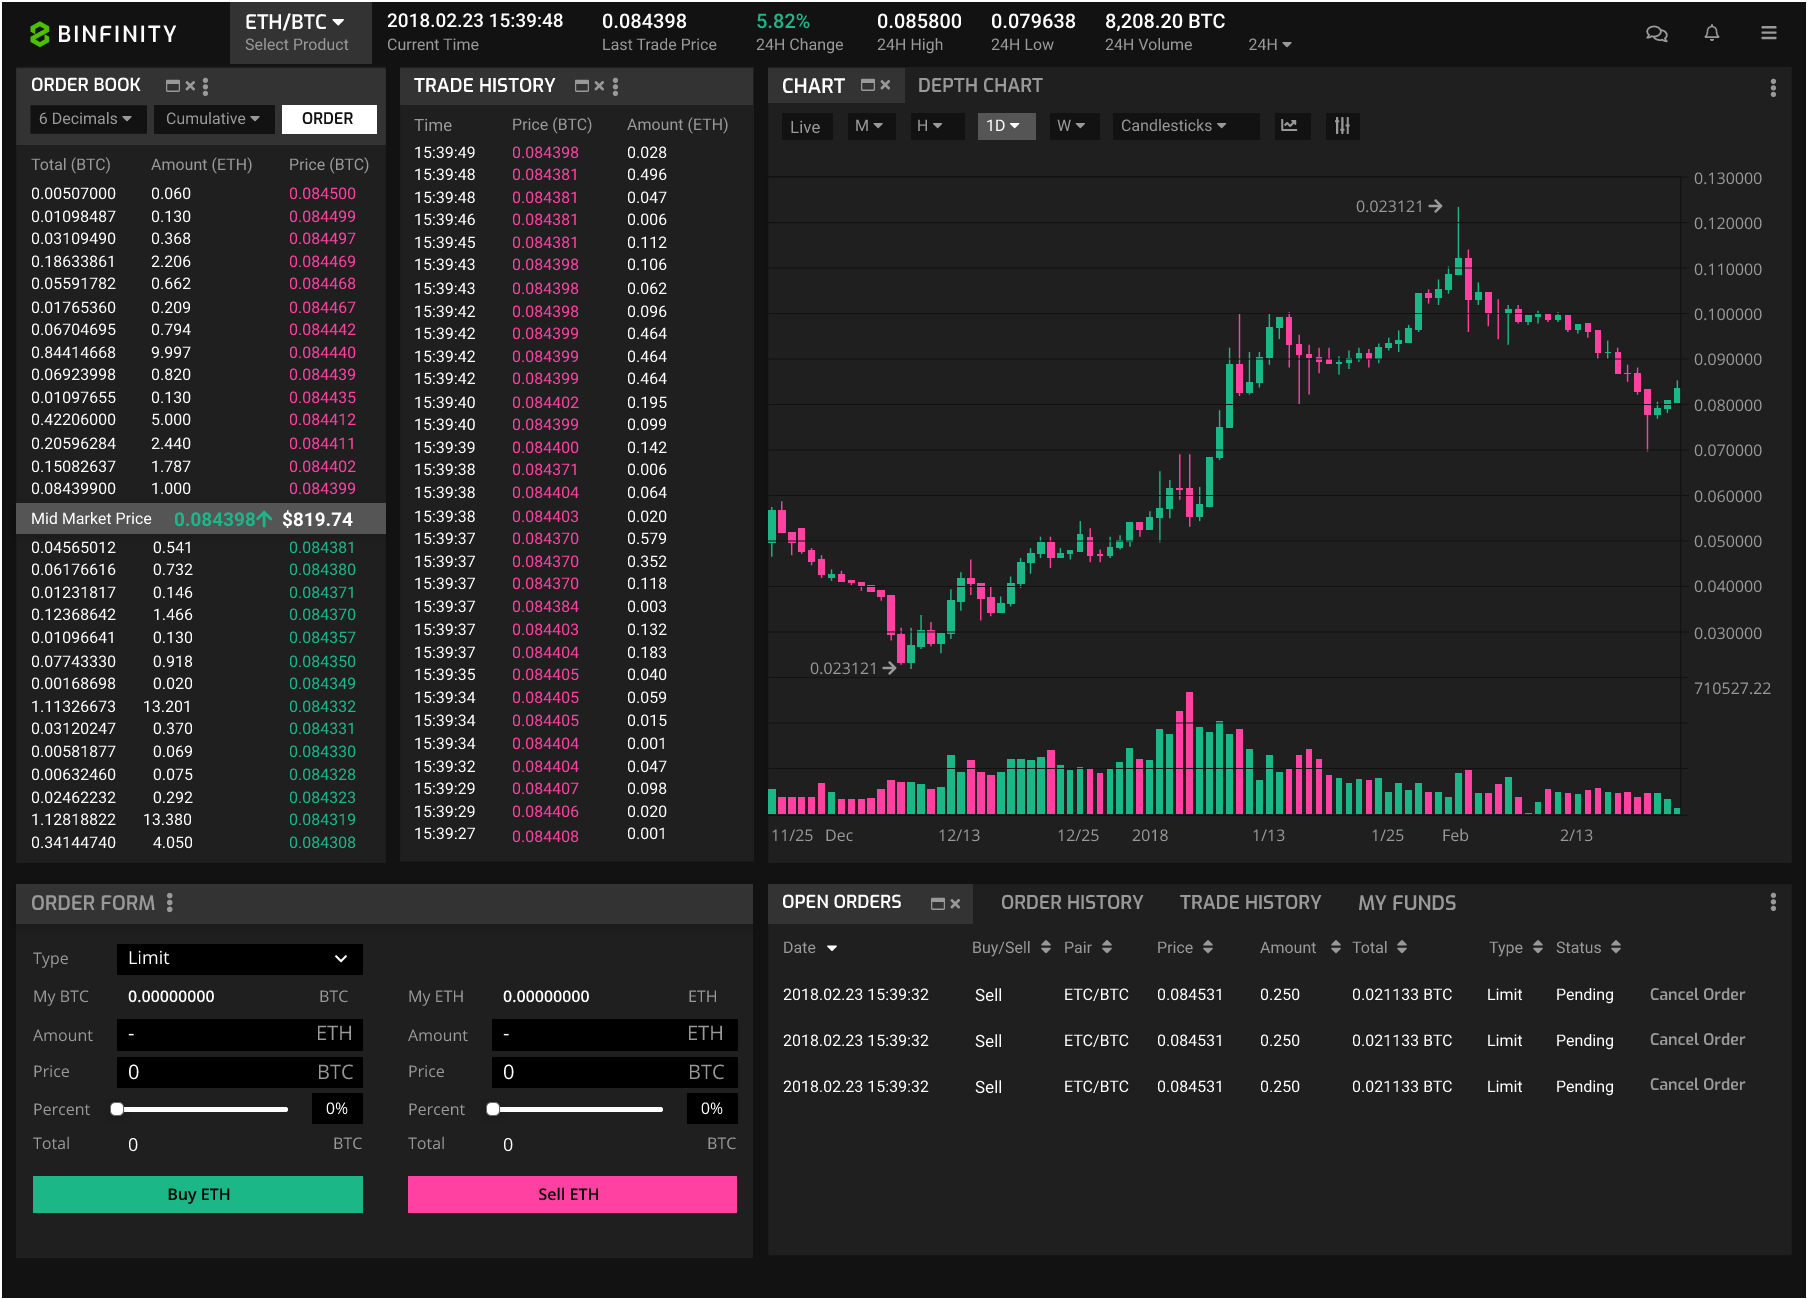 BINFINITY
ETH/BTC
Select Product
2018.02.23 15:39:48
Current Time
0.084398
Last Trade Price
5.82%
24H Change
0.085800
24H High
0.079638
24H Low
8,208.20 BTC
24H Volume
24H
ORDER BOOK
6 Decimals Cumulative ORDER
Total (BTC) Amount (ETH) Price (BTC)
0.00507000 0.060 0.084500
0.01098487 0.130 0.084499
0.03109490 0.368 0.084497
0.18633861 2.206 0.084469
0.05591782 0.662 0.084468
0.01765360 0.209 0.084467
0.06704695 0.794 0.084442
0.84414668 9.997 0.084440
0.06923998 0.820 0.084439
0.01097655 0.130 0.084435
0.42206000 5.000 0.084412
0.20596284 2.440 0.084411
0.15082637 1.787 0.084402
0.08439900 1.000 0.084399
Mid Market Price 0.084398 $819.74
0.04565012 0.541 0.084381
0.06176616 0.732 0.084380
0.01231817 0.146 0.084371
0.12368642 1.466 0.084370
0.01096641 0.130 0.084357
0.07743330 0.918 0.084350
0.00168698 0.020 0.084349
1.11326673 13.201 0.084332
0.03120247 0.370 0.084331
0.00581877 0.069 0.084330
0.00632460 0.075 0.084328
0.02462232 0.292 0.084323
1.12818822 13.380 0.084319
0.34144740 4.050 0.084308
TRADE HISTORY
Time Price (BTC) Amount (ETH)
15:39:49 0.084398 0.028
15:39:48 0.084381 0.496
15:39:48 0.084381 0.047
15:39:46 0.084381 0.006
15:39:45 0.084381 0.112
15:39:43 0.084398 0.106
15:39:43 0.084398 0.062
15:39:42 0.084398 0.096
15:39:42 0.084399 0.464
15:39:42 0.084399 0.464
15:39:42 0.084399 0.464
15:39:40 0.084402 0.195
15:39:40 0.084399 0.099
15:39:39 0.084400 0.142
15:39:38 0.084371 0.006
15:39:38 0.084404 0.064
15:39:38 0.084403 0.020
15:39:37 0.084370 0.579
15:39:37 0.084370 0.352
15:39:37 0.084370 0.118
15:39:37 0.084384 0.003
15:39:37 0.084403 0.132
15:39:37 0.084404 0.183
15:39:35 0.084405 0.040
15:39:34 0.084405 0.059
15:39:34 0.084405 0.015
15:39:34 0.084404 0.001
15:39:32 0.084404 0.047
15:39:29 0.084407 0.098
15:39:29 0.084406 0.020
15:39:27 0.084408 0.001
CHART DEPTH CHART
Live M H 1D W Candlesticks
0.130000
0.023121
0.120000
0.110000
0.100000
0.090000
0.080000
0.070000
0.060000
0.050000
0.040000
0.030000
0.023121
710527.22
11/25 Dec 12/13 12/25 2018 1/13 1/25 Feb 2/13
ORDER FORM
Type Limit
My BTC 0.00000000 BTC
Amount - ETH
Price 0 BTC
Percent 0%
Total 0 BTC
Buy ETH
My ETH 0.00000000 ETH
Amount - ETH
Price 0 BTC
Percent 0%
Total 0 BTC
Sell ETH
OPEN ORDERS ORDER HISTORY TRADE HISTORY MY FUNDS
Date Buy/Sell Pair Price Amount Total Type Status
2018.02.23 15:39:32 Sell ETC/BTC 0.084531 0.250 0.021133 BTC Limit Pending Cancel Order
2018.02.23 15:39:32 Sell ETC/BTC 0.084531 0.250 0.021133 BTC Limit Pending Cancel Order
2018.02.23 15:39:32 Sell ETC/BTC 0.084531 0.250 0.021133 BTC Limit Pending Cancel Order